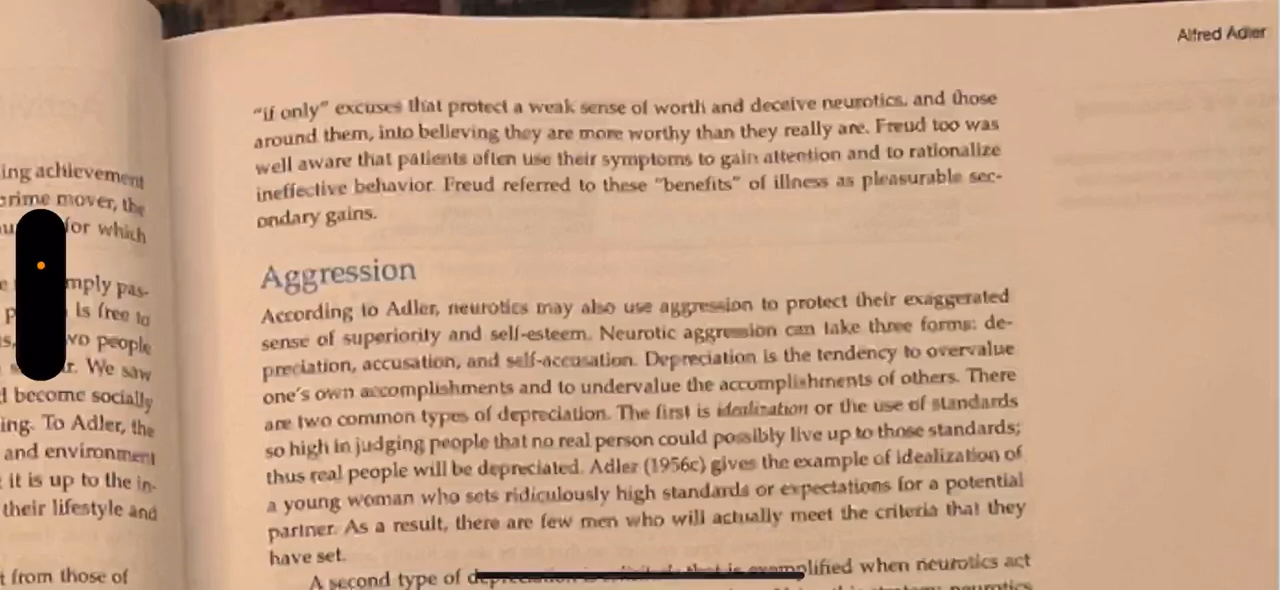 Alfred Adler
"if only" excuses that protect a weak sense of worth and deceive neurotics, and those
around them, into believing they are more worthy than they really are. Freud too was
well aware that patients often use their symptoms to gain attention and to rationalize
ineffective behavior. Freud referred to these "benefits" of illness as pleasurable sec-
ondary gains.
Aggression
According to Adler, neurotics may also use aggression to protect their exaggerated
sense of superiority and self-esteem. Neurotic aggression can take three forms: de-
preciation, accusation, and self-accusation. Depreciation is the tendency to overvalue
one's own accomplishments and to undervalue the accomplishments of others. There
are two common types of depreciation. The first is idealization or the use of standards
so high in judging people that no real person could possibly live up to those standards;
thus real people will be depreciated. Adler (1956c) gives the example of idealization of
a young woman who sets ridiculously high standards or expectations for a potential
partner. As a result, there are few men who will actually meet the criteria that they
have set.
A second type of that is exemplified when neurotics act
strategy neurotics
ing achievement
prime mover, the
for which
mply pas-
is free to
wo people
r. We saw
d become socially
ing. To Adler, the
and environment
it is up to the in-
their lifestyle and
t from those of